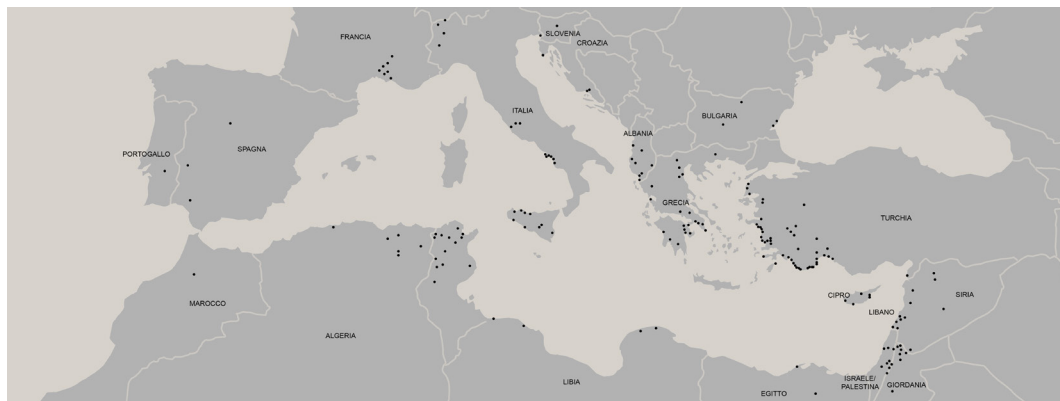 FRANCIA
SLOVENIA
CROAZIA
ITALIA
BULGARIA
ALBANIA
PORTOGALLO
SPAGNA
GRECIA
TURCHIA
CIPRO
SIRIA
LIBANO
MAROCCO
ALGERIA
LIBIA
EGITTO
ISRAELE/
PALESTINA
GIORDANIA